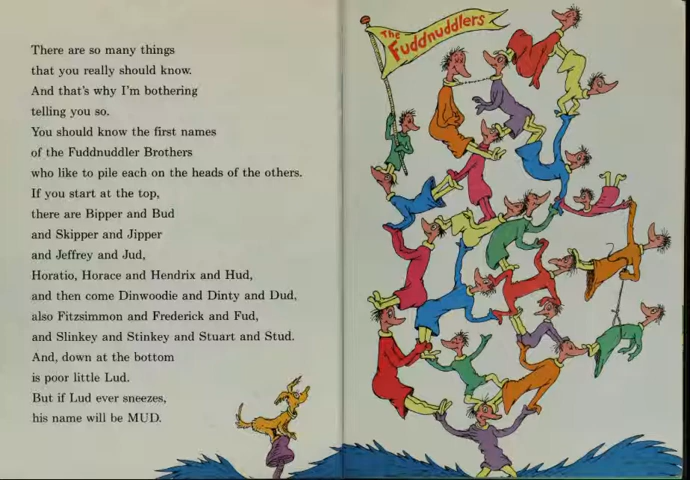 There are so many things
that you really should know.
And that's why I'm bothering
telling you so.
You should know the first names
of the Fuddnuddler Brothers
who like to pile each on the heads of the others.
If you start at the top,
there are Bipper and Bud
and Skipper and Jipper
and Jeffrey and Jud,
Horatio, Horace and Hendrix and Hud,
and then come Dinwoodie and Dinty and Dud,
also Fitzsimmon and Frederick and Fud,
and Slinkey and Stinkey and Stuart and Stud.
And, down at the bottom
is poor little Lud.
But if Lud ever sneezes,
his name will be MUD.
The
Fuddnuddlers